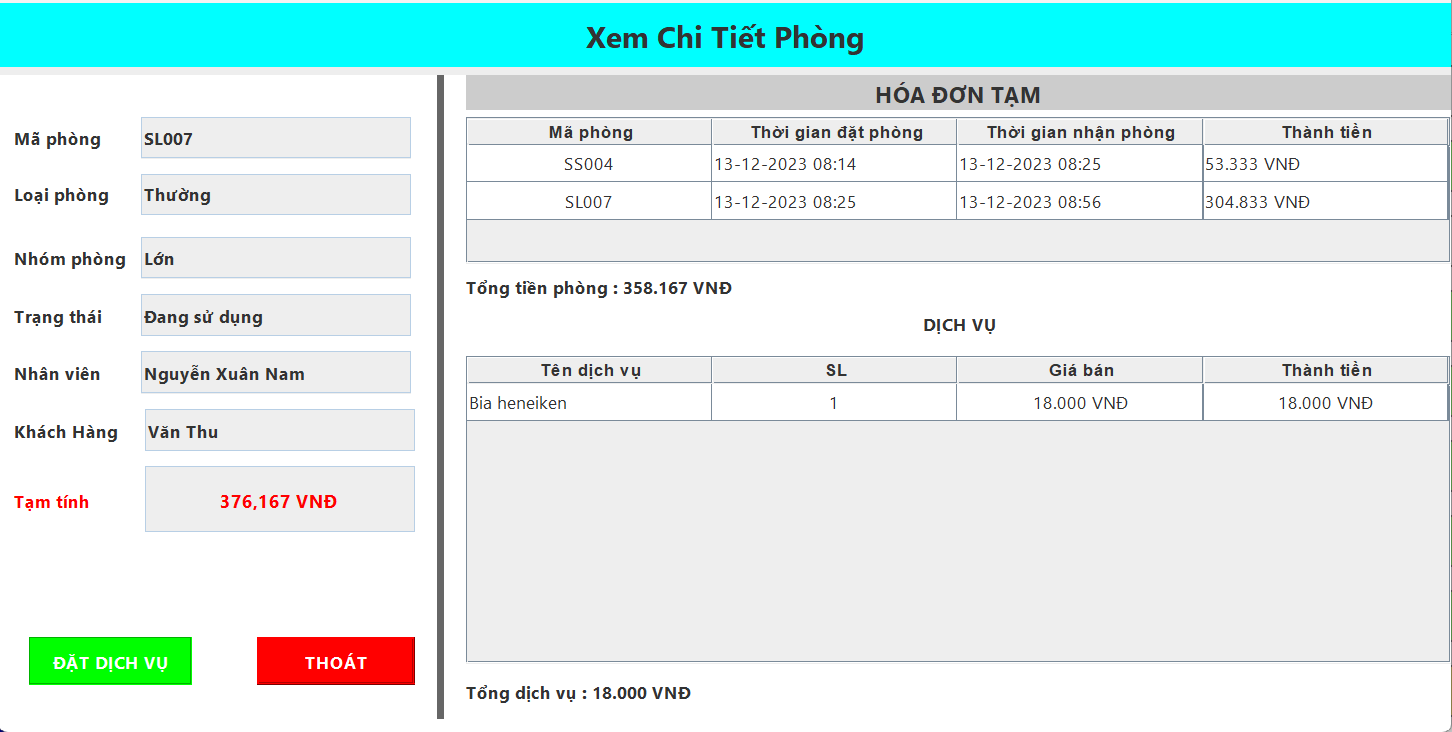 Xem Chi Tiết Phòng
Mã phòng SL007
Loại phòng Thường
Nhóm phòng Lớn
Trạng thái Đang sử dụng
Nhân viên Nguyễn Xuân Nam
Khách Hàng Văn Thu
Tạm tính 376,167 VNĐ
ĐẶT DỊCH VỤ THOÁT
HÓA ĐƠN TẠM
Mã phòng Thời gian đặt phòng Thời gian nhận phòng Thành tiền
SS004 13-12-2023 08:14 13-12-2023 08:25 53.333 VNĐ
SL007 13-12-2023 08:25 13-12-2023 08:56 304.833 VNĐ
Tổng tiền phòng : 358.167 VNĐ
DỊCH VỤ
Tên dịch vụ SL Giá bán Thành tiền
Bia heneiken 1 18.000 VNĐ 18.000 VNĐ
Tổng dịch vụ : 18.000 VNĐ